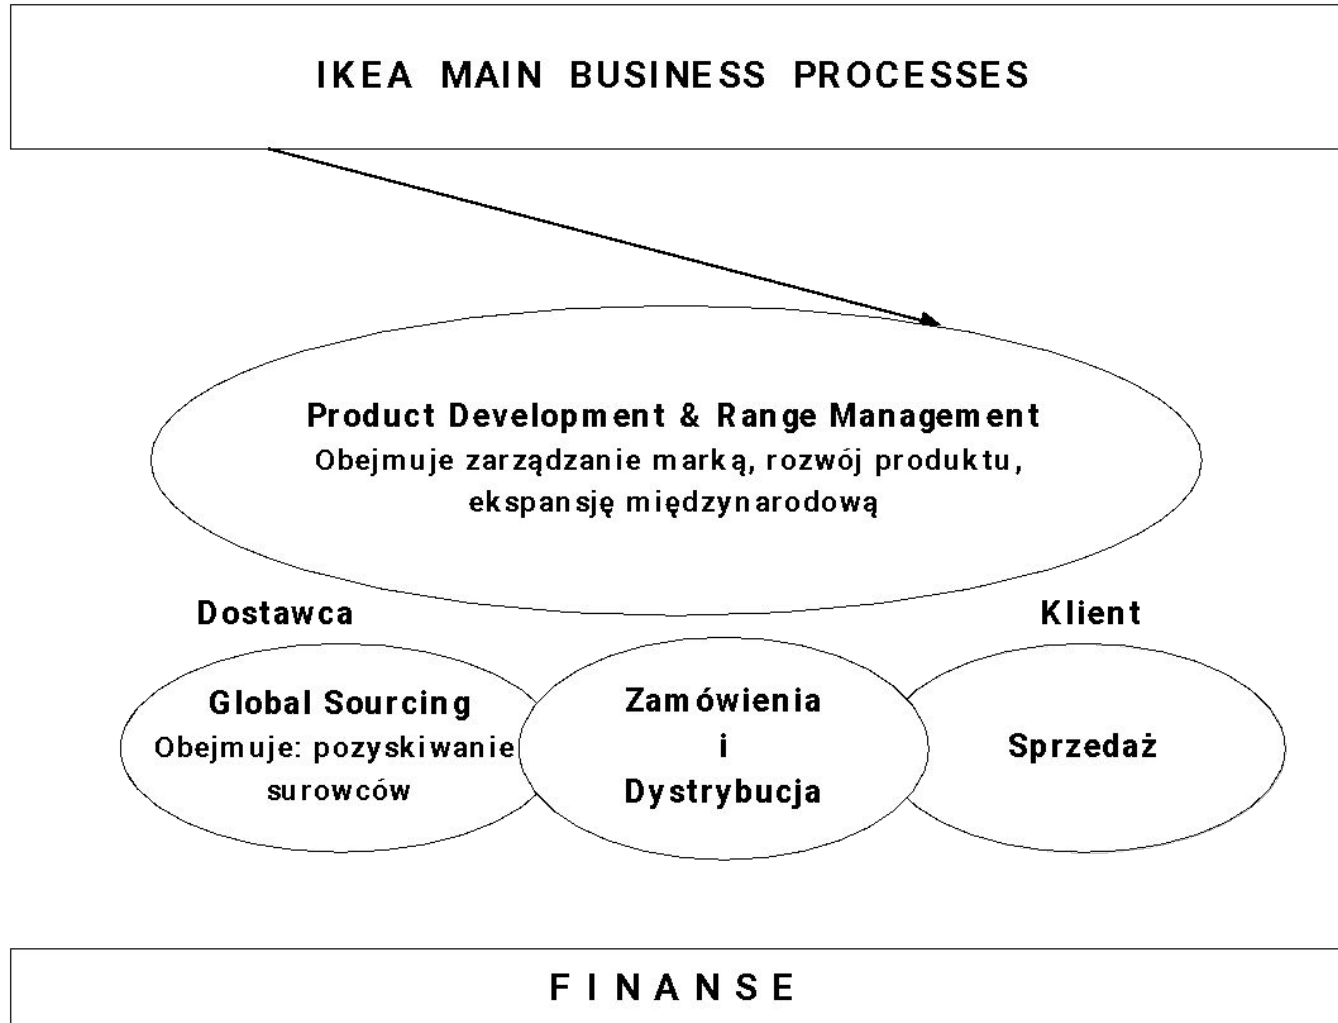 IKEA MAIN BUSINESS PROCESSES
Product Development & Range Management
Obejmuje zarządzanie marką, rozwój produktu,
ekspansję międzynarodową
Dostawca
Klient
Global Sourcing
Obejmuje: pozyskiwanie
surowców
Zamówienia
i
Dystrybucja
Sprzedaż
FINANSE